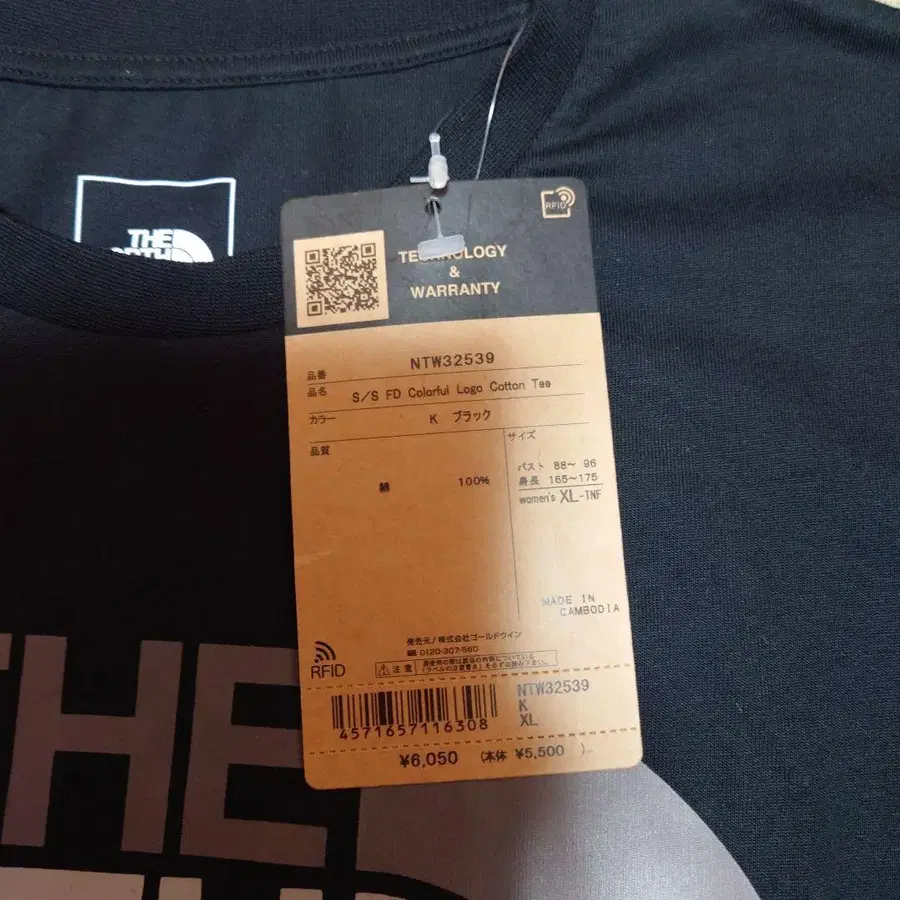 THE
RFID
TECHNOLOGY
&
WARRANTY
品番 NTW32539
品名 S/S FD Colorful Logo Cotton Tee
カラー K ブラック
品質
サイズ
綿 100%
バスト 88~ 96
身長 165~175
women's XL-TNF
MADE IN
CAMBODIA
発売元/株式会社ゴールドウイン
0120-307-560
RFID
注意
NTW32539
K
XL
4571657116308
¥6,050 (本体 ¥5,500 )
THE